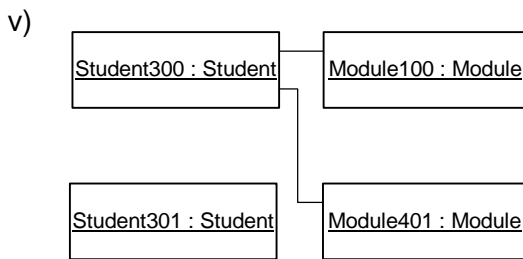 v)
Student300 : Student
Module100 : Module
Student301 : Student
Module401 : Module